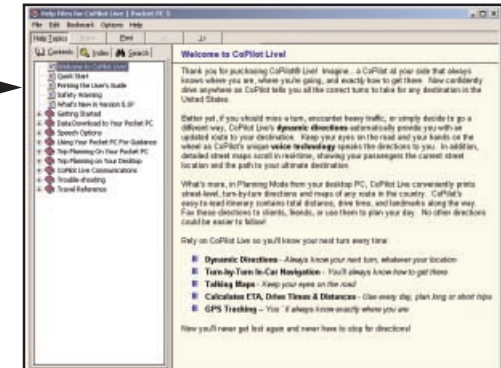 Help Files for CoPilot Live | Pocket PC 5
File Edit Bookmark Options Help
Help Topics Print
Contents Index Search
Welcome to CoPilot Live!
Quick Start
Printing the User's Guide
Safety Warning
What's New in Version 5.0?
Getting Started
Data Download to Your Pocket PC
Speech Options
Using Your Pocket PC For Guidance
Trip Planning On Your Pocket PC
Trip Planning on Your Desktop
CoPilot Live Communications
Trouble-shooting
Travel Reference
Welcome to CoPilot Live!
Thank you for purchasing CoPilot® Live! Imagine... a CoPilot at your side that always
knows where you are, where you're going, and exactly how to get there. Now confidently
drive anywhere as CoPilot tells you all the correct turns to take for any destination in the
United States.
Better yet, if you should miss a turn, encounter heavy traffic, or simply decide to go a
different way, CoPilot Live's dynamic directions automatically provide you with an
updated route to your destination. Keep your eyes on the road and your hands on the
wheel as CoPilot's unique voice technology speaks the directions to you. In addition,
detailed street maps scroll in real-time, showing your passengers the current street
location and the path to your ultimate destination.
What's more, in Planning Mode from your desktop PC, CoPilot Live conveniently prints
street-level, turn-by-turn directions and maps of any route in the country. CoPilot's
easy-to-read itinerary contains total distance, drive time, and landmarks along the way.
Fax these directions to clients, friends, or use them to plan your day. No other directions
could be easier to follow!
Rely on CoPilot Live so you'll know your next turn every time:
Dynamic Directions - Always know your next turn, whatever your location
Turn-by-Turn In-Car Navigation - You'll always know how to get there
Talking Maps - Keep your eyes on the road
Calculates ETA, Drive Times & Distances - Use every day, plan long or short trips
GPS Tracking – You'll always know exactly where you are
Now you'll never get lost again and never have to stop for directions!